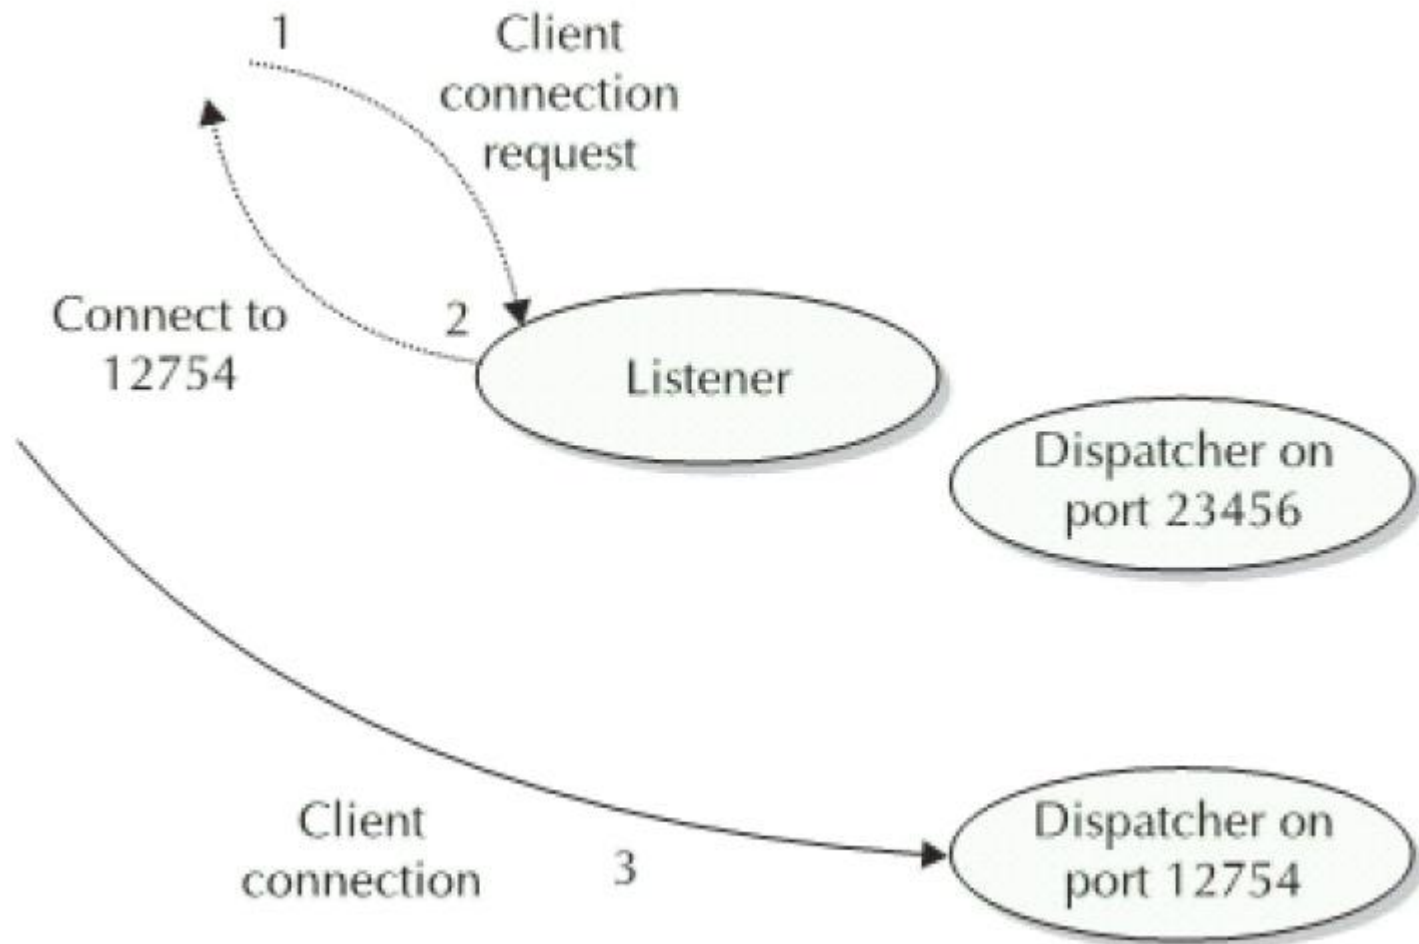 1
Client
connection
request
Connect to
12754
2
Listener
Dispatcher on
port 23456
Client
connection
3
Dispatcher on
port 12754